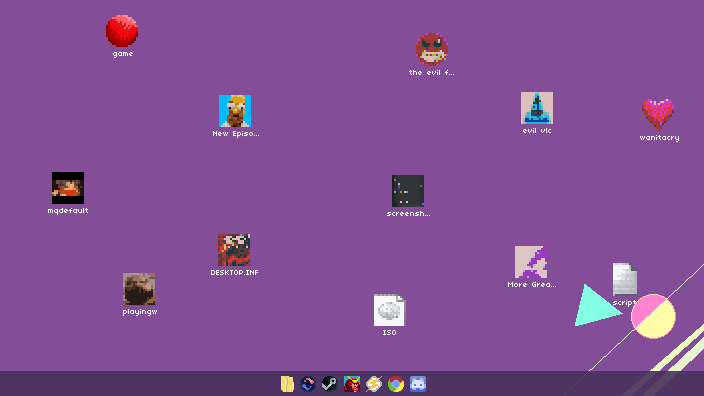 game
the evil f...
New Episo...
evil vlc
wanitacry
mqdefault
screensh...
DESKTOP.INF
More Grea...
script
playingw
ISO